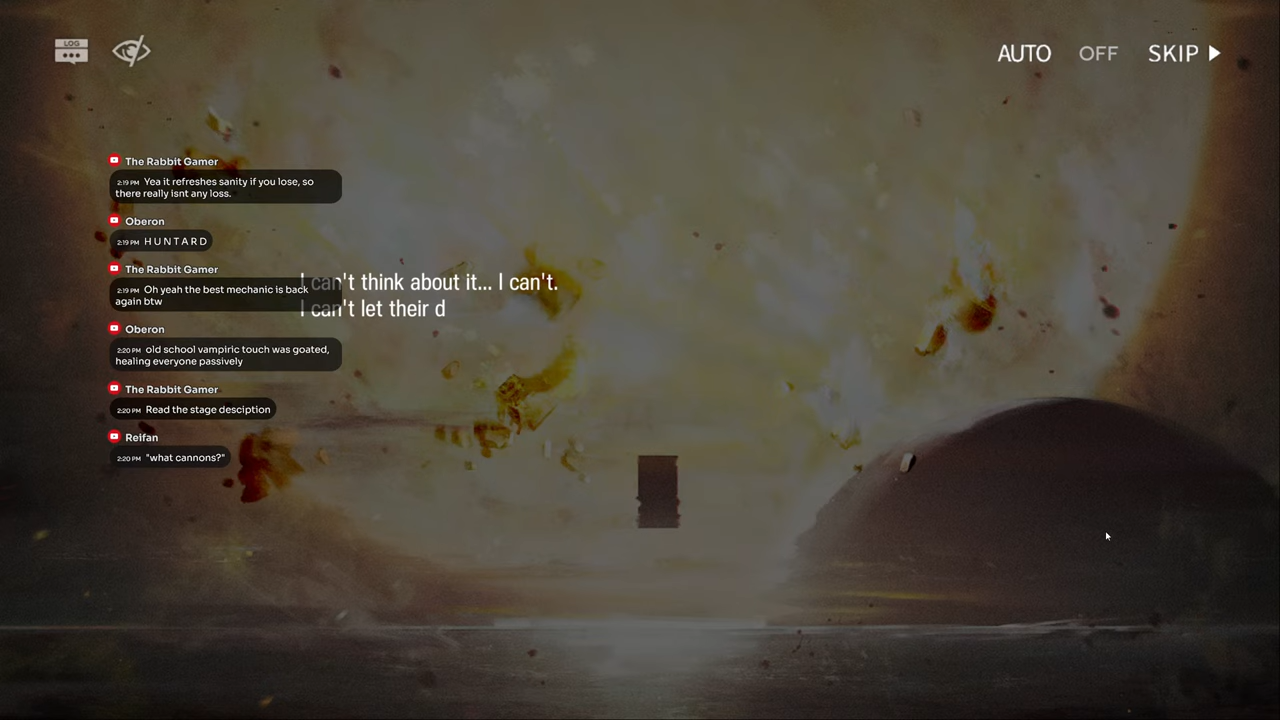 LOG
AUTO OFF SKIP
The Rabbit Gamer
2:19 PM Yea it refreshes sanity if you lose, so
there really isnt any loss.
Oberon
2:19 PM H U N T A R D
The Rabbit Gamer
2:19 PM Oh yeah the best mechanic is back
again btw
I can't think about it... I can't.
I can't let their d
Oberon
2:20 PM old school vampiric touch was goated,
healing everyone passively
The Rabbit Gamer
2:20 PM Read the stage desciption
Reifan
2:20 PM "what cannons?"